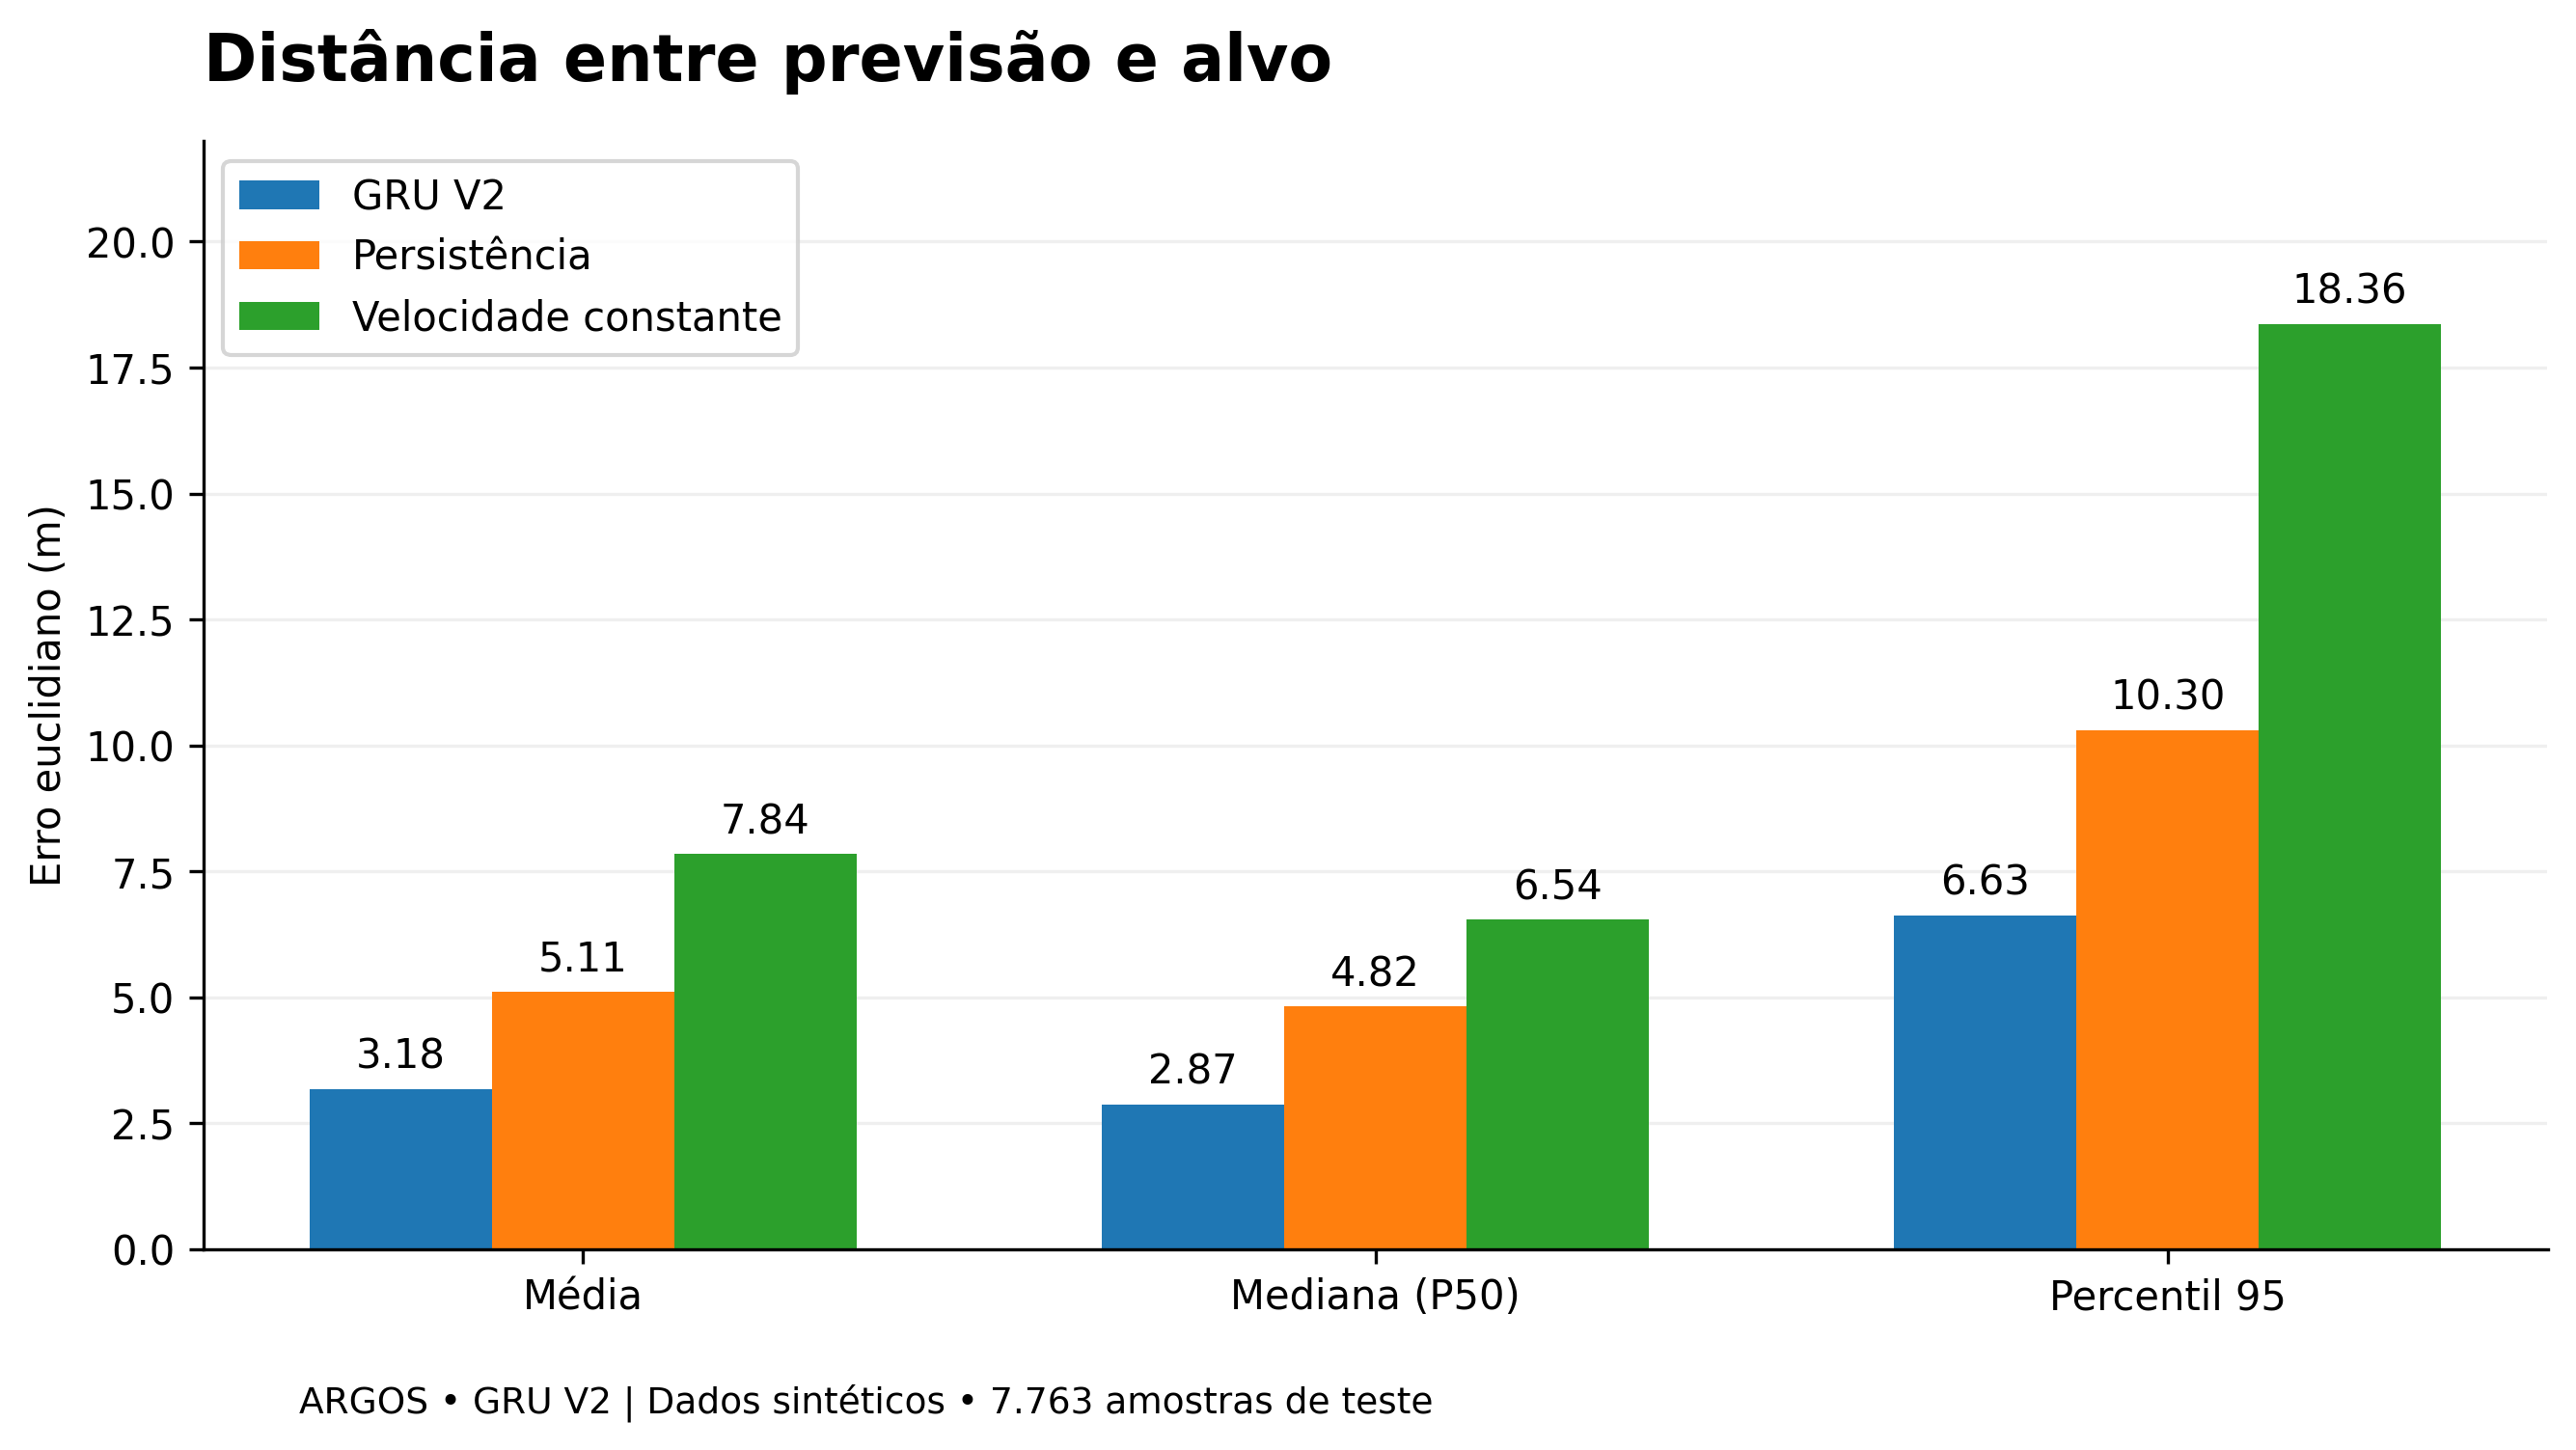 Distância entre previsão e alvo
GRU V2
Persistência
Velocidade constante
Erro euclidiano (m)
20.0
17.5
15.0
12.5
10.0
7.5
5.0
2.5
0.0
3.18
5.11
7.84
2.87
4.82
6.54
6.63
10.30
18.36
Média
Mediana (P50)
Percentil 95
ARGOS • GRU V2 | Dados sintéticos • 7.763 amostras de teste